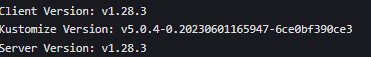 Client Version: v1.28.3
Kustomize Version: v5.0.4-0.20230601165947-6ce0bf390ce3
Server Version: v1.28.3